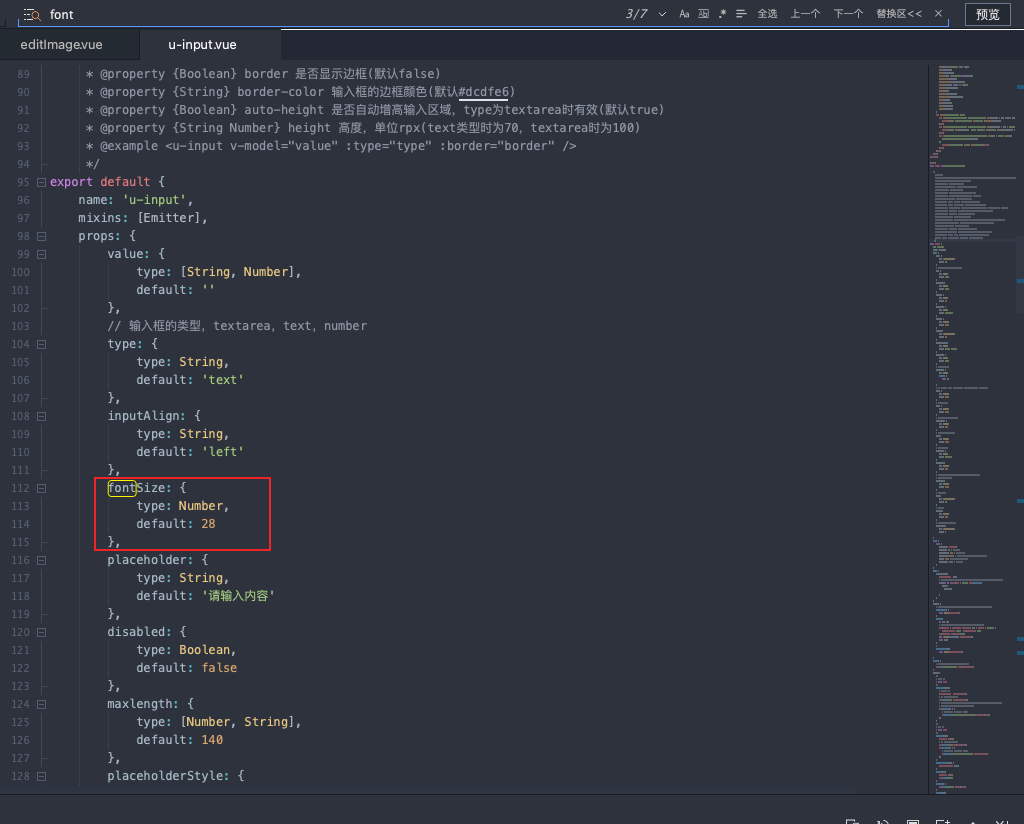 font 3/7 Aa 全选 上一个 下一个 替换区<< 预览
editImage.vue u-input.vue
89 * @property {Boolean} border 是否显示边框(默认false)
90 * @property {String} border-color 输入框的边框颜色(默认#dcdfe6)
91 * @property {Boolean} auto-height 是否自动增高输入区域，type为textarea时有效(默认true)
92 * @property {String Number} height 高度，单位rpx(text类型时为70，textarea时为100)
93 * @example <u-input v-model="value" :type="type" :border="border" />
94 */
95 export default {
96 name: 'u-input',
97 mixins: [Emitter],
98 props: {
99 value: {
100 type: [String, Number],
101 default: ''
102 },
103 // 输入框的类型，textarea，text，number
104 type: {
105 type: String,
106 default: 'text'
107 },
108 inputAlign: {
109 type: String,
110 default: 'left'
111 },
112 fontSize: {
113 type: Number,
114 default: 28
115 },
116 placeholder: {
117 type: String,
118 default: '请输入内容'
119 },
120 disabled: {
121 type: Boolean,
122 default: false
123 },
124 maxlength: {
125 type: [Number, String],
126 default: 140
127 },
128 placeholderStyle: {